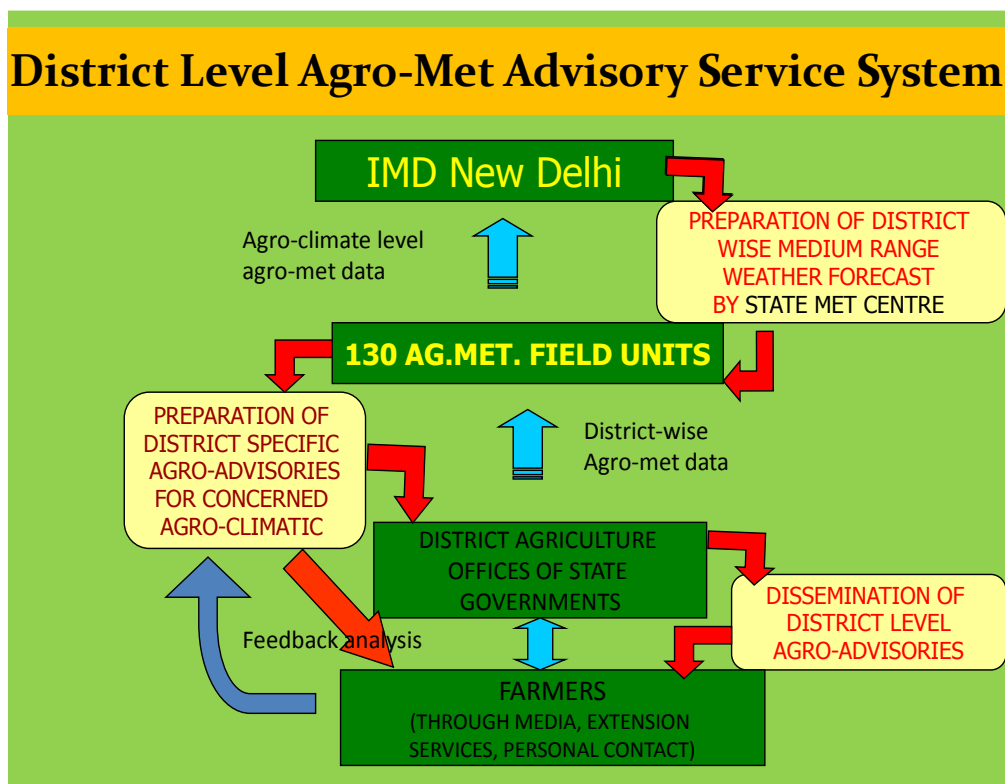 District Level Agro-Met Advisory Service System
IMD New Delhi
PREPARATION OF DISTRICT
WISE MEDIUM RANGE
WEATHER FORECAST
BY STATE MET CENTRE
Agro-climate level
agro-met data
130 AG.MET. FIELD UNITS
PREPARATION OF
DISTRICT SPECIFIC
AGRO-ADVISORIES
FOR CONCERNED
AGRO-CLIMATIC
District-wise
Agro-met data
DISTRICT AGRICULTURE
OFFICES OF STATE
GOVERNMENTS
DISSEMINATION OF
DISTRICT LEVEL
AGRO-ADVISORIES
Feedback analysis
FARMERS
(THROUGH MEDIA, EXTENSION
SERVICES, PERSONAL CONTACT)